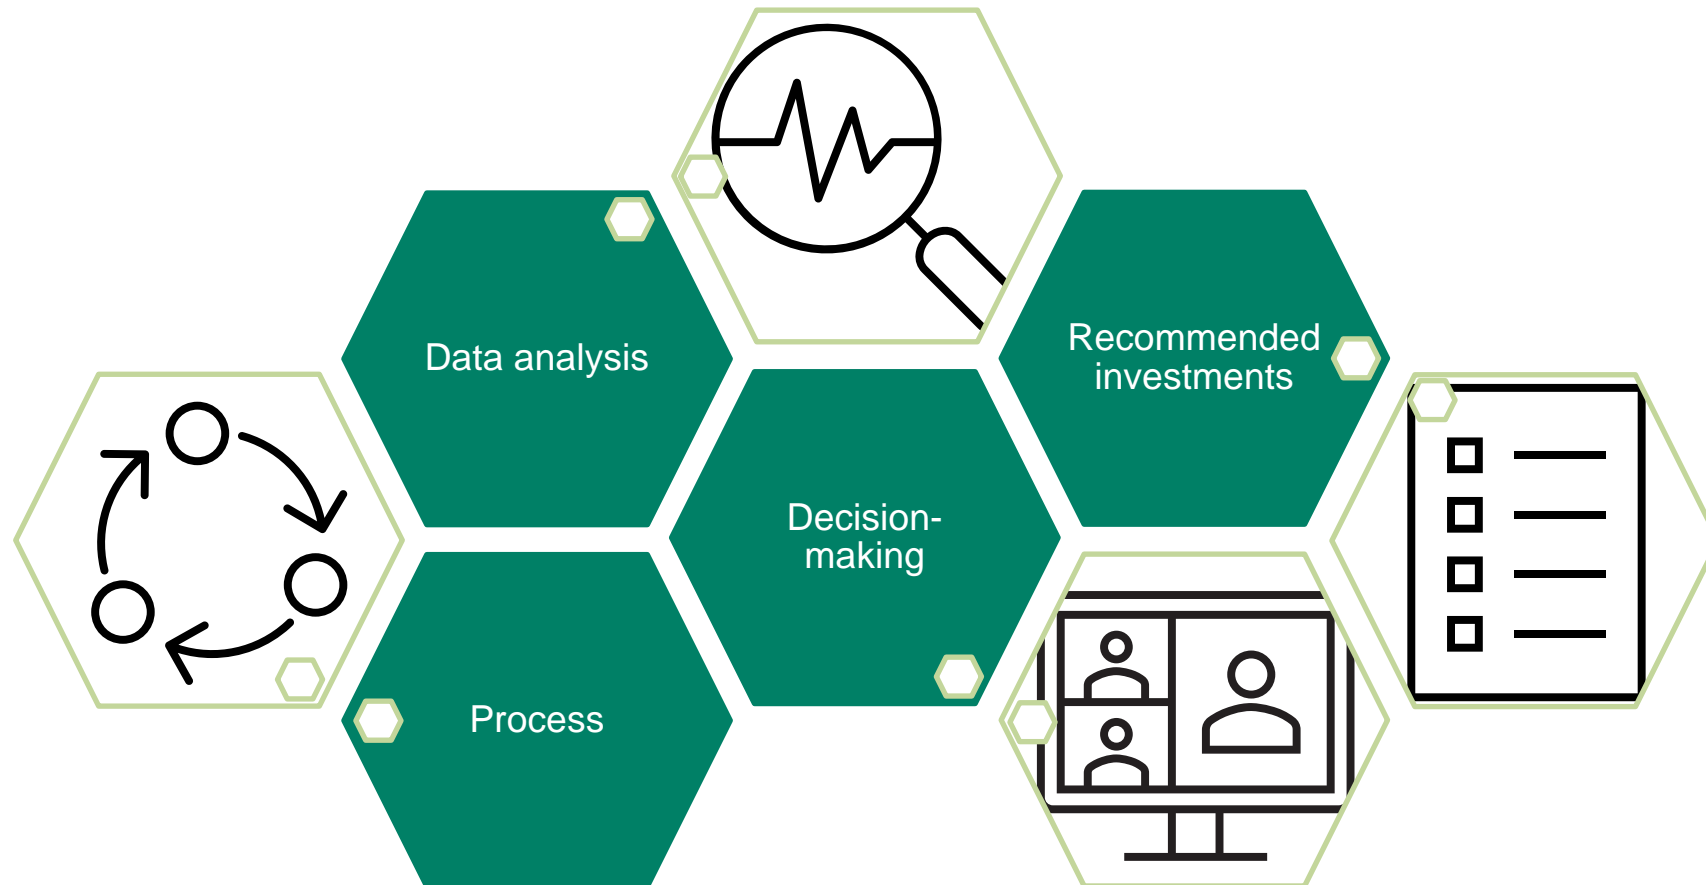 Data analysis
Recommended
investments
Decision-
making
Process